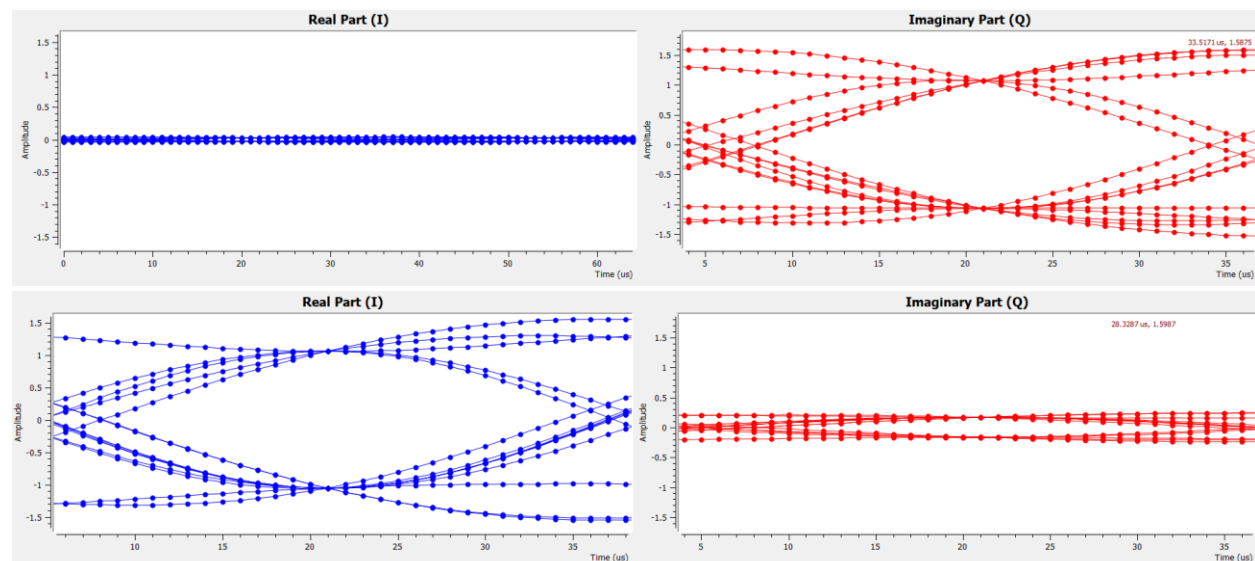 Real Part (I)
1.5
1
0.5
0
-0.5
-1
-1.5
Amplitude
0 10 20 30 40 50 60
Time (us)
Imaginary Part (Q)
33.5171 us, 1.5875
1.5
1
0.5
0
-0.5
-1
-1.5
Amplitude
5 10 15 20 25 30 35
Time (us)
Real Part (I)
1.5
1
0.5
0
-0.5
-1
-1.5
Amplitude
10 15 20 25 30 35
Time (us)
Imaginary Part (Q)
28.3287 us, 1.5987
1.5
1
0.5
0
-0.5
-1
-1.5
Amplitude
5 10 15 20 25 30 35
Time (us)